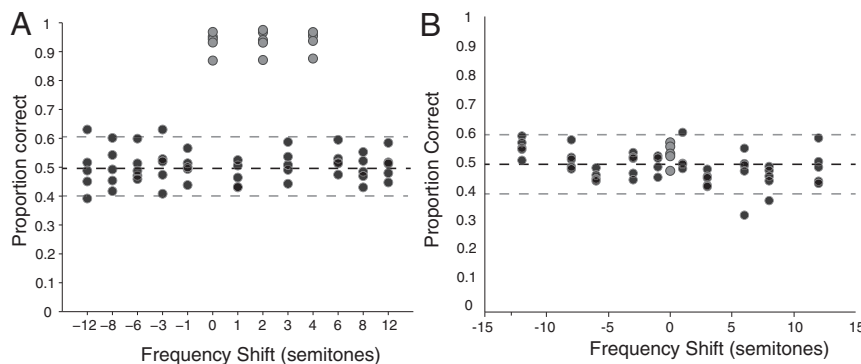 A
Proportion correct
1
0.9
0.8
0.7
0.6
0.5
0.4
0.3
0.2
0.1
0
−12 −8 −6 −3 −1 0 1 2 3 4 6 8 12
Frequency Shift (semitones)
B
Proportion Correct
1
0.9
0.8
0.7
0.6
0.5
0.4
0.3
0.2
0.1
0
-15 -10 -5 0 5 10 15
Frequency Shift (semitones)